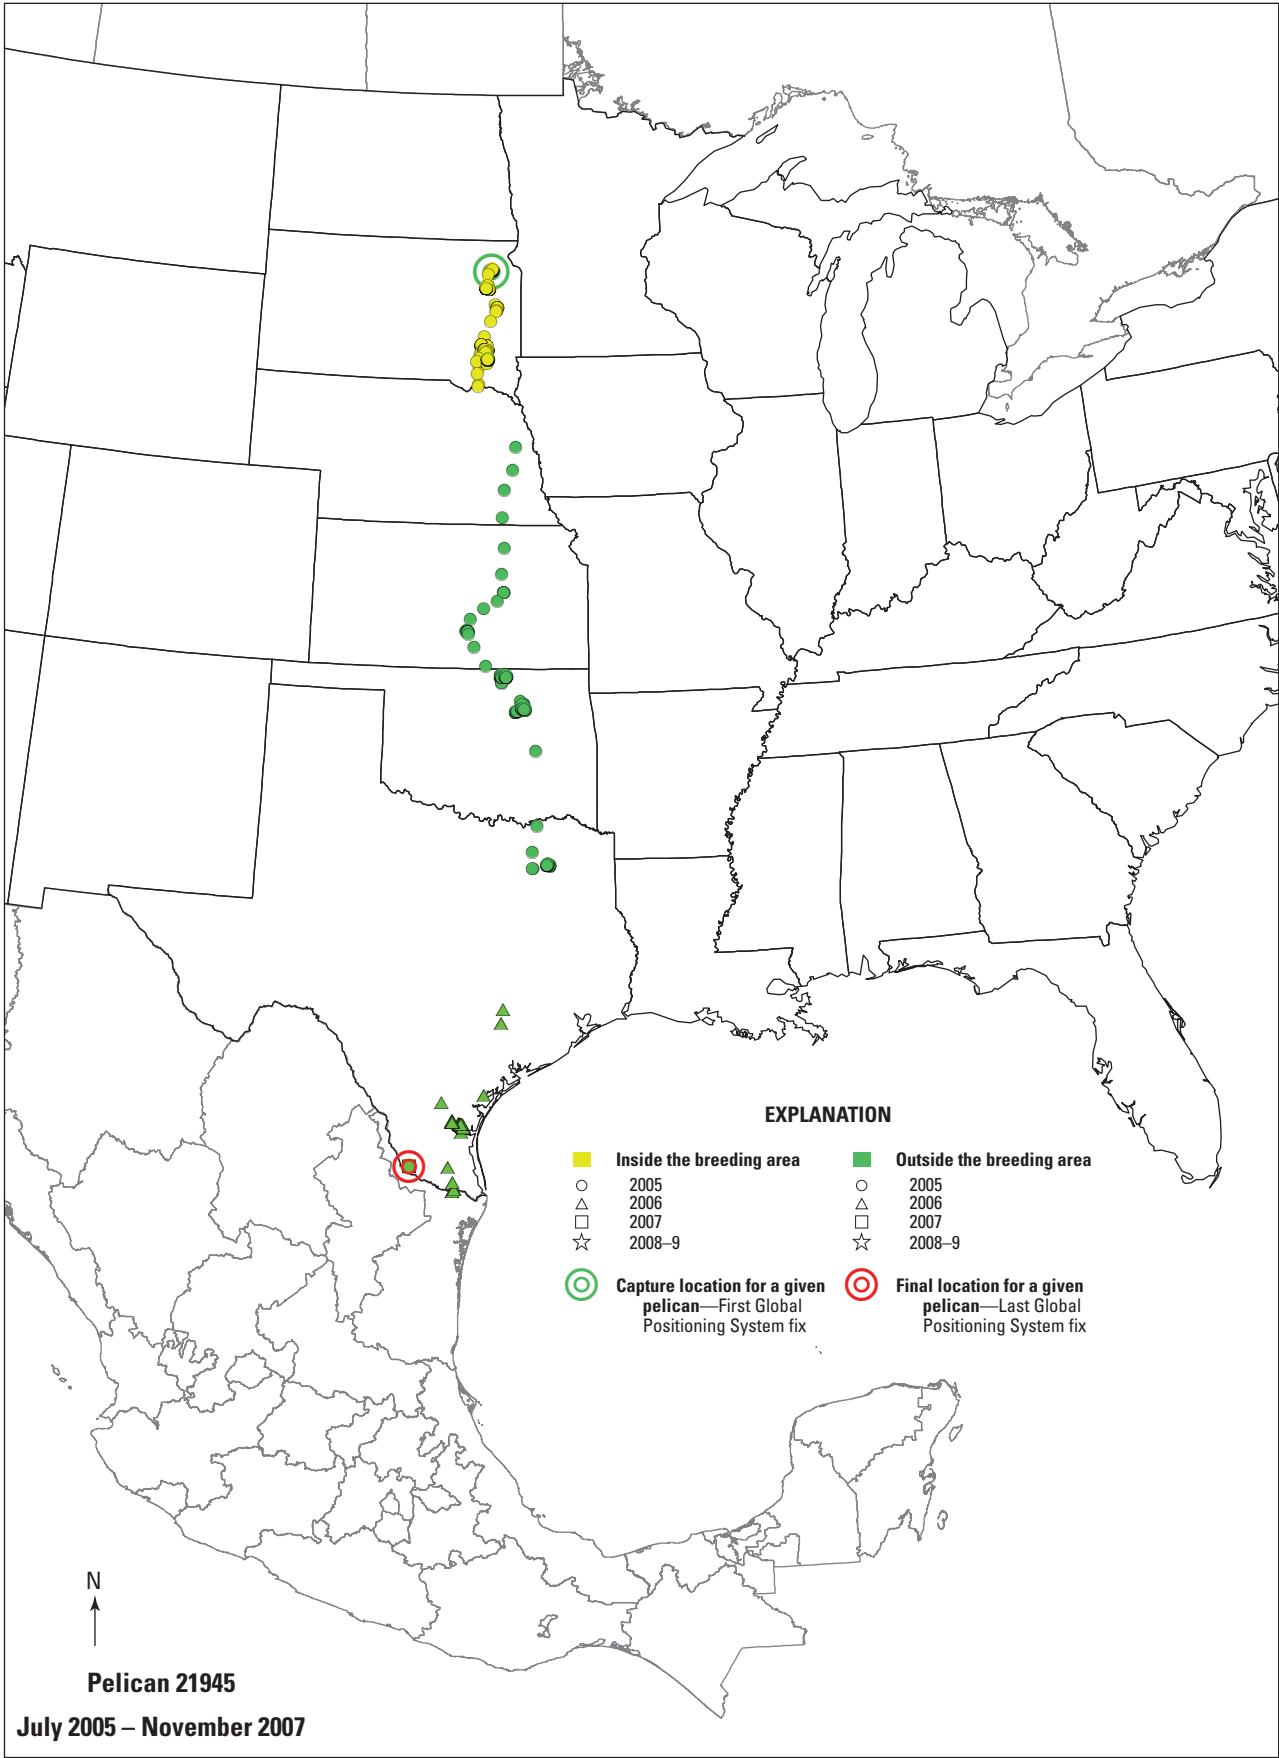 EXPLANATION
Inside the breeding area
2005
2006
2007
2008–9
Capture location for a given
pelican—First Global
Positioning System fix
Outside the breeding area
2005
2006
2007
2008–9
Final location for a given
pelican—Last Global
Positioning System fix
N
Pelican 21945
July 2005 – November 2007